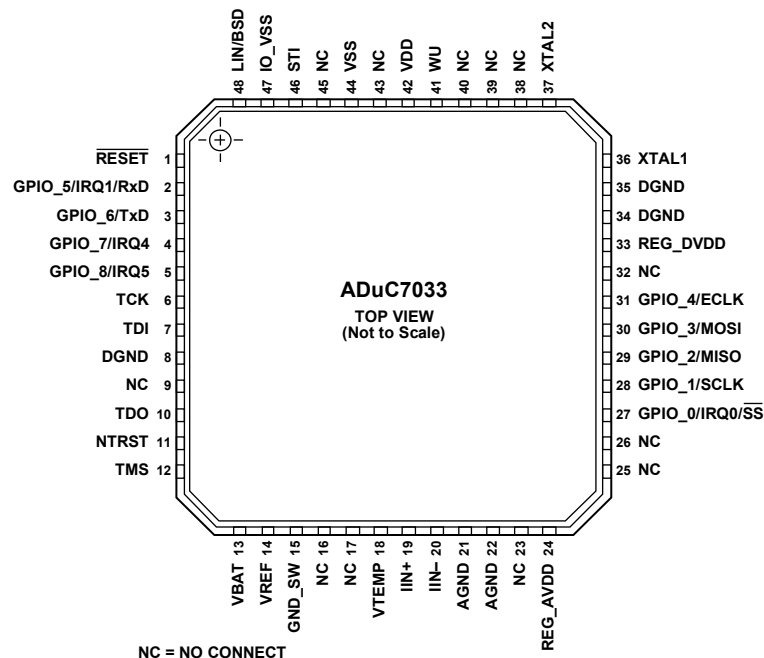 48 LIN/BSD
47 IO_VSS
46 STI
45 NC
44 VSS
43 NC
42 VDD
41 WU
40 NC
39 NC
38 NC
37 XTAL2
RESET 1
GPIO_5/IRQ1/RxD 2
GPIO_6/TxD 3
GPIO_7/IRQ4 4
GPIO_8/IRQ5 5
TCK 6
TDI 7
DGND 8
NC 9
TDO 10
NTRST 11
TMS 12
ADuC7033
TOP VIEW
(Not to Scale)
36 XTAL1
35 DGND
34 DGND
33 REG_DVDD
32 NC
31 GPIO_4/ECLK
30 GPIO_3/MOSI
29 GPIO_2/MISO
28 GPIO_1/SCLK
27 GPIO_0/IRQ0/SS
26 NC
25 NC
VBAT 13
VREF 14
GND_SW 15
NC 16
NC 17
VTEMP 18
IIN+ 19
IIN– 20
AGND 21
AGND 22
NC 23
REG_AVDD 24
NC = NO CONNECT